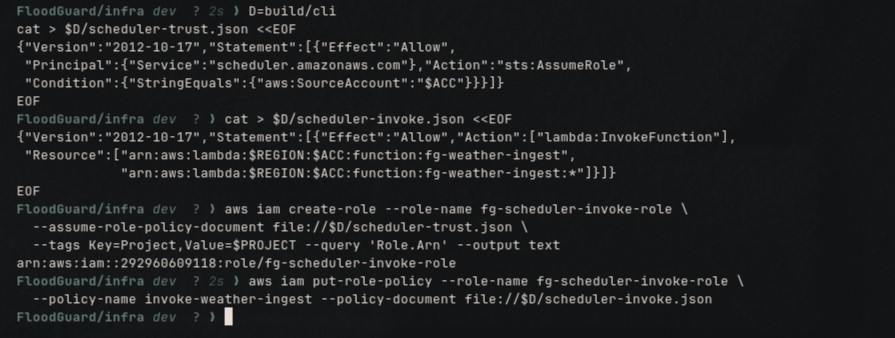 FloodGuard/infra dev ? 2s ❯ D=build/cli
cat > $D/scheduler-trust.json <<EOF
{"Version":"2012-10-17","Statement":[{"Effect":"Allow",
 "Principal":{"Service":"scheduler.amazonaws.com"},"Action":"sts:AssumeRole",
 "Condition":{"StringEquals":{"aws:SourceAccount":"$ACC"}}}]}
EOF
FloodGuard/infra dev ? ❯ cat > $D/scheduler-invoke.json <<EOF
{"Version":"2012-10-17","Statement":[{"Effect":"Allow","Action":["lambda:InvokeFunction"],
 "Resource":["arn:aws:lambda:$REGION:$ACC:function:fg-weather-ingest",
             "arn:aws:lambda:$REGION:$ACC:function:fg-weather-ingest:*"]}]}
EOF
FloodGuard/infra dev ? ❯ aws iam create-role --role-name fg-scheduler-invoke-role \
  --assume-role-policy-document file://$D/scheduler-trust.json \
  --tags Key=Project,Value=$PROJECT --query 'Role.Arn' --output text
arn:aws:iam::292960609118:role/fg-scheduler-invoke-role
FloodGuard/infra dev ? 2s ❯ aws iam put-role-policy --role-name fg-scheduler-invoke-role \
  --policy-name invoke-weather-ingest --policy-document file://$D/scheduler-invoke.json
FloodGuard/infra dev ? ❯